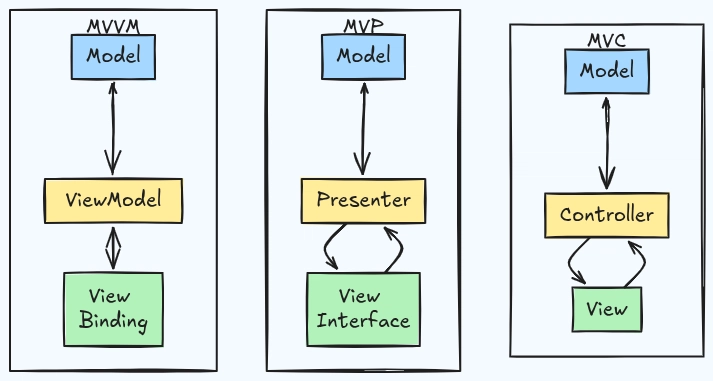 MVVM
Model
ViewModel
View
Binding
MVP
Model
Presenter
View
Interface
MVC
Model
Controller
View